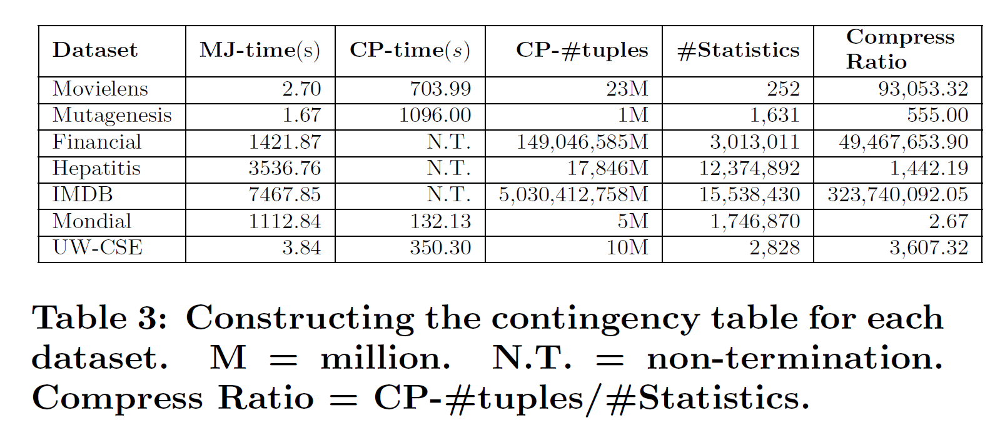 Dataset MJ-time(s) CP-time(s) CP-#tuples #Statistics Compress Ratio
Movielens 2.70 703.99 23M 252 93,053.32
Mutagenesis 1.67 1096.00 1M 1,631 555.00
Financial 1421.87 N.T. 149,046,585M 3,013,011 49,467,653.90
Hepatitis 3536.76 N.T. 17,846M 12,374,892 1,442.19
IMDB 7467.85 N.T. 5,030,412,758M 15,538,430 323,740,092.05
Mondial 1112.84 132.13 5M 1,746,870 2.67
UW-CSE 3.84 350.30 10M 2,828 3,607.32
Table 3: Constructing the contingency table for each
dataset. M = million. N.T. = non-termination.
Compress Ratio = CP-#tuples/#Statistics.